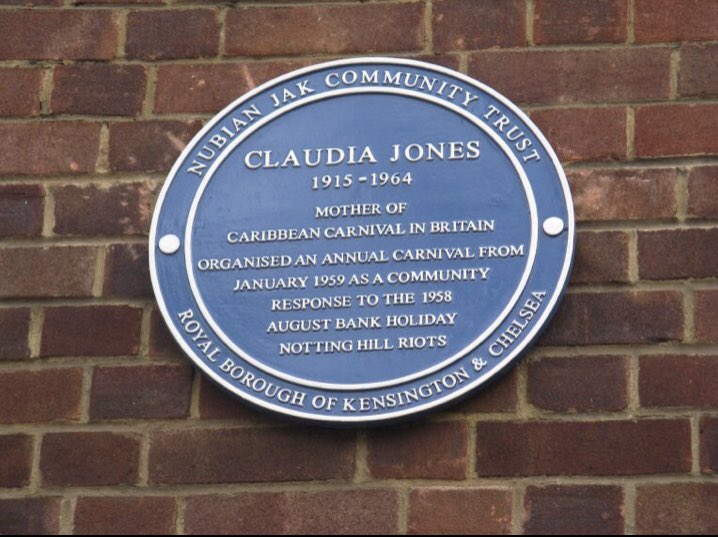 NUBIAN JAK COMMUNITY TRUST
CLAUDIA JONES
1915 - 1964
MOTHER OF
CARIBBEAN CARNIVAL IN BRITAIN
ORGANISED AN ANNUAL CARNIVAL FROM
JANUARY 1959 AS A COMMUNITY
RESPONSE TO THE 1958
AUGUST BANK HOLIDAY
NOTTING HILL RIOTS
ROYAL BOROUGH OF KENSINGTON & CHELSEA